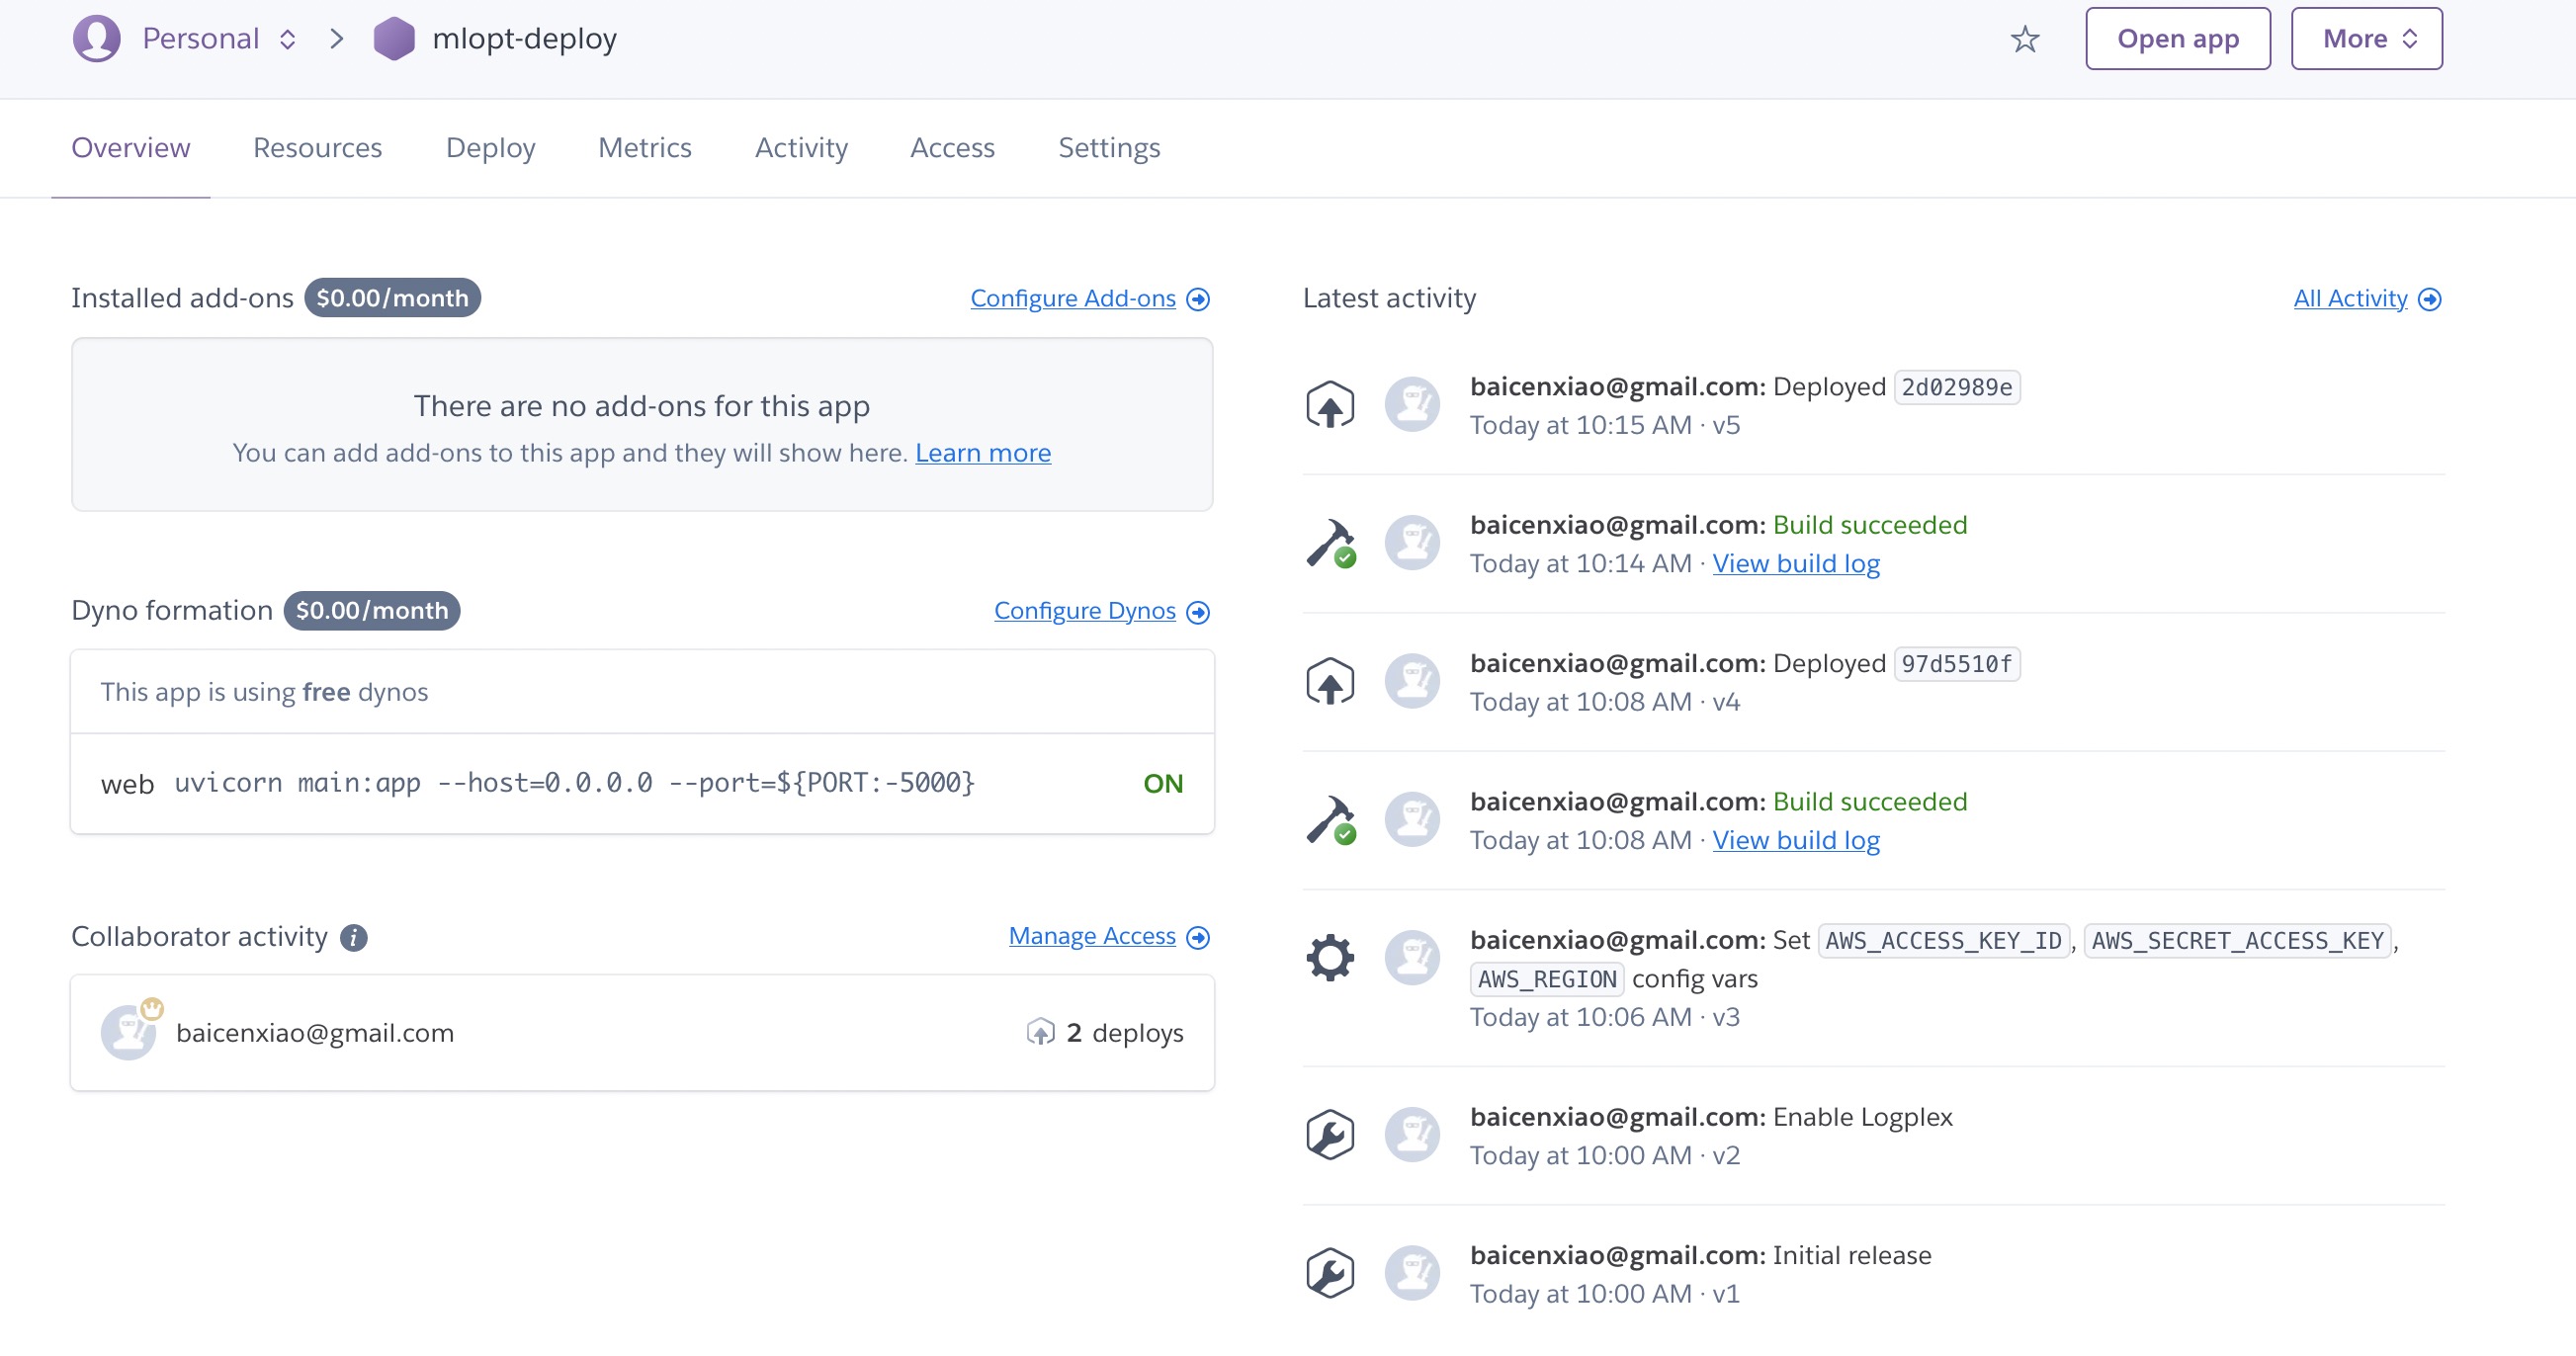 Personal mlopt-deploy Open app More
Overview Resources Deploy Metrics Activity Access Settings
Installed add-ons $0.00/month Configure Add-ons
There are no add-ons for this app
You can add add-ons to this app and they will show here. Learn more
Dyno formation $0.00/month Configure Dynos
This app is using free dynos
web uvicorn main:app --host=0.0.0.0 --port=${PORT:-5000} ON
Collaborator activity i Manage Access
baicenxiao@gmail.com 2 deploys
Latest activity All Activity
baicenxiao@gmail.com: Deployed 2d02989e
Today at 10:15 AM · v5
baicenxiao@gmail.com: Build succeeded
Today at 10:14 AM · View build log
baicenxiao@gmail.com: Deployed 97d5510f
Today at 10:08 AM · v4
baicenxiao@gmail.com: Build succeeded
Today at 10:08 AM · View build log
baicenxiao@gmail.com: Set AWS_ACCESS_KEY_ID, AWS_SECRET_ACCESS_KEY,
AWS_REGION config vars
Today at 10:06 AM · v3
baicenxiao@gmail.com: Enable Logplex
Today at 10:00 AM · v2
baicenxiao@gmail.com: Initial release
Today at 10:00 AM · v1